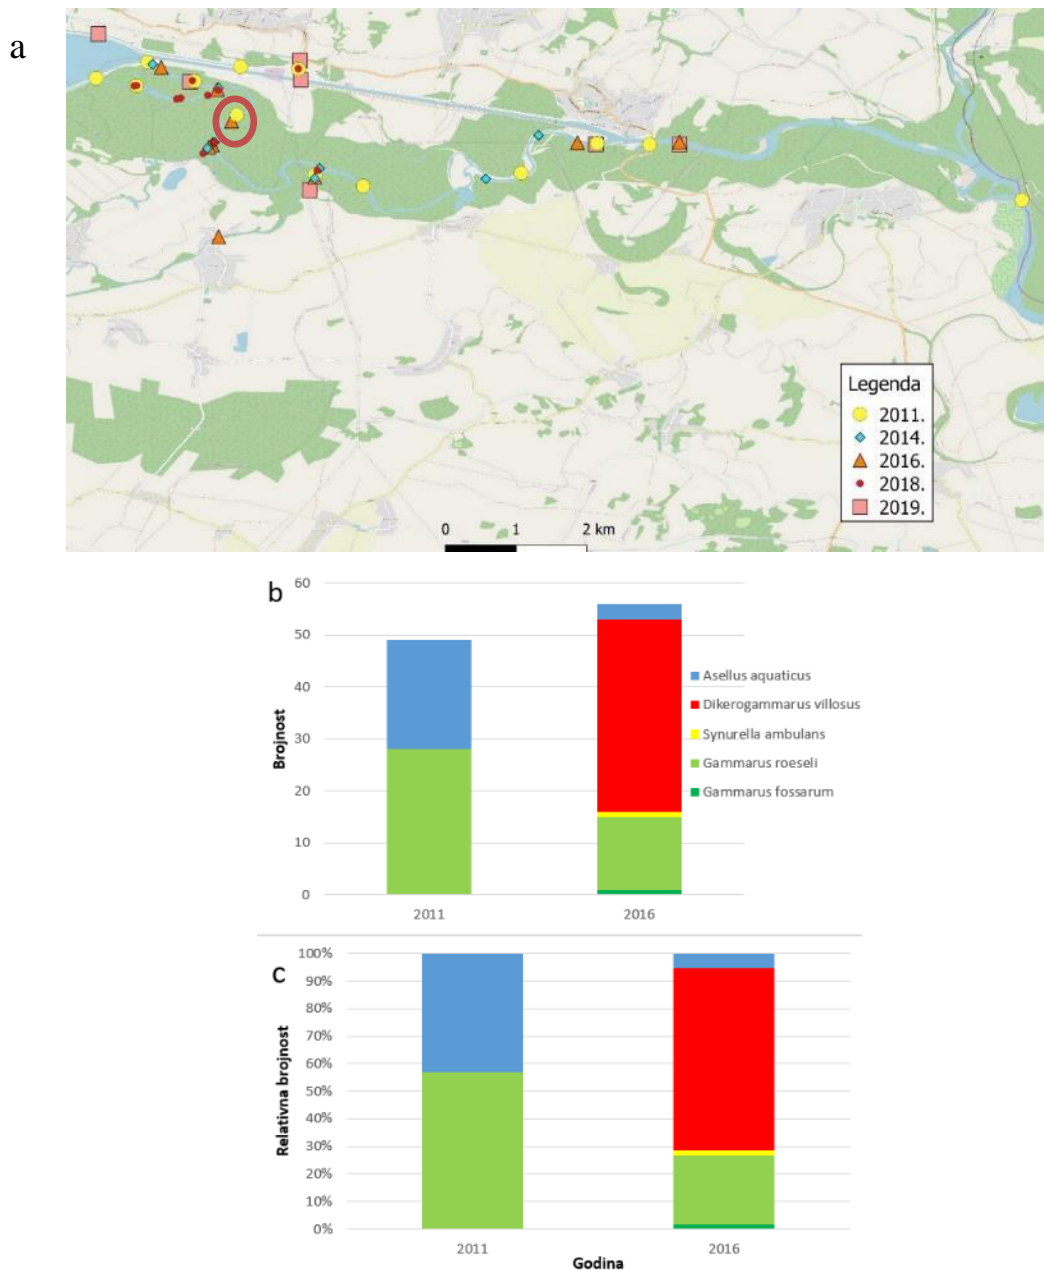 a
Legenda
2011.
2014.
2016.
2018.
2019.
0 1 2 km
b
60
50
40
30
20
10
0
Brojnost
Asellus aquaticus
Dikerogammarus villosus
Synurella ambulans
Gammarus roeseli
Gammarus fossarum
2011 2016
c
100%
90%
80%
70%
60%
50%
40%
30%
20%
10%
0%
Relativna brojnost
2011 2016
Godina